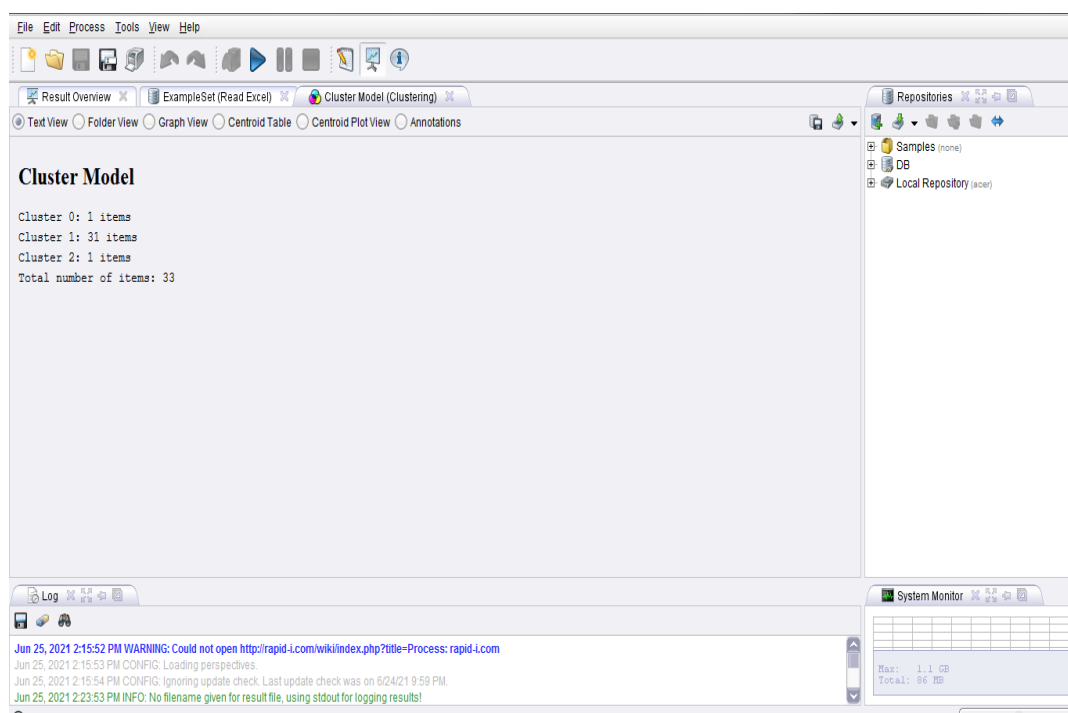 File Edit Process Tools View Help
Result Overview ExampleSet (Read Excel) Cluster Model (Clustering)
Text View Folder View Graph View Centroid Table Centroid Plot View Annotations
Cluster Model
Cluster 0: 1 items
Cluster 1: 31 items
Cluster 2: 1 items
Total number of items: 33
Repositories
Samples (none)
DB
Local Repository (acer)
Log
Jun 25, 2021 2:15:52 PM WARNING: Could not open http://rapid-i.com/wiki/index.php?title=Process: rapid-i.com
Jun 25, 2021 2:15:53 PM CONFIG: Loading perspectives.
Jun 25, 2021 2:15:54 PM CONFIG: Ignoring update check. Last update check was on 6/24/21 9:59 PM.
Jun 25, 2021 2:23:53 PM INFO: No filename given for result file, using stdout for logging results!
System Monitor
Max: 1.1 GB
Total: 86 MB